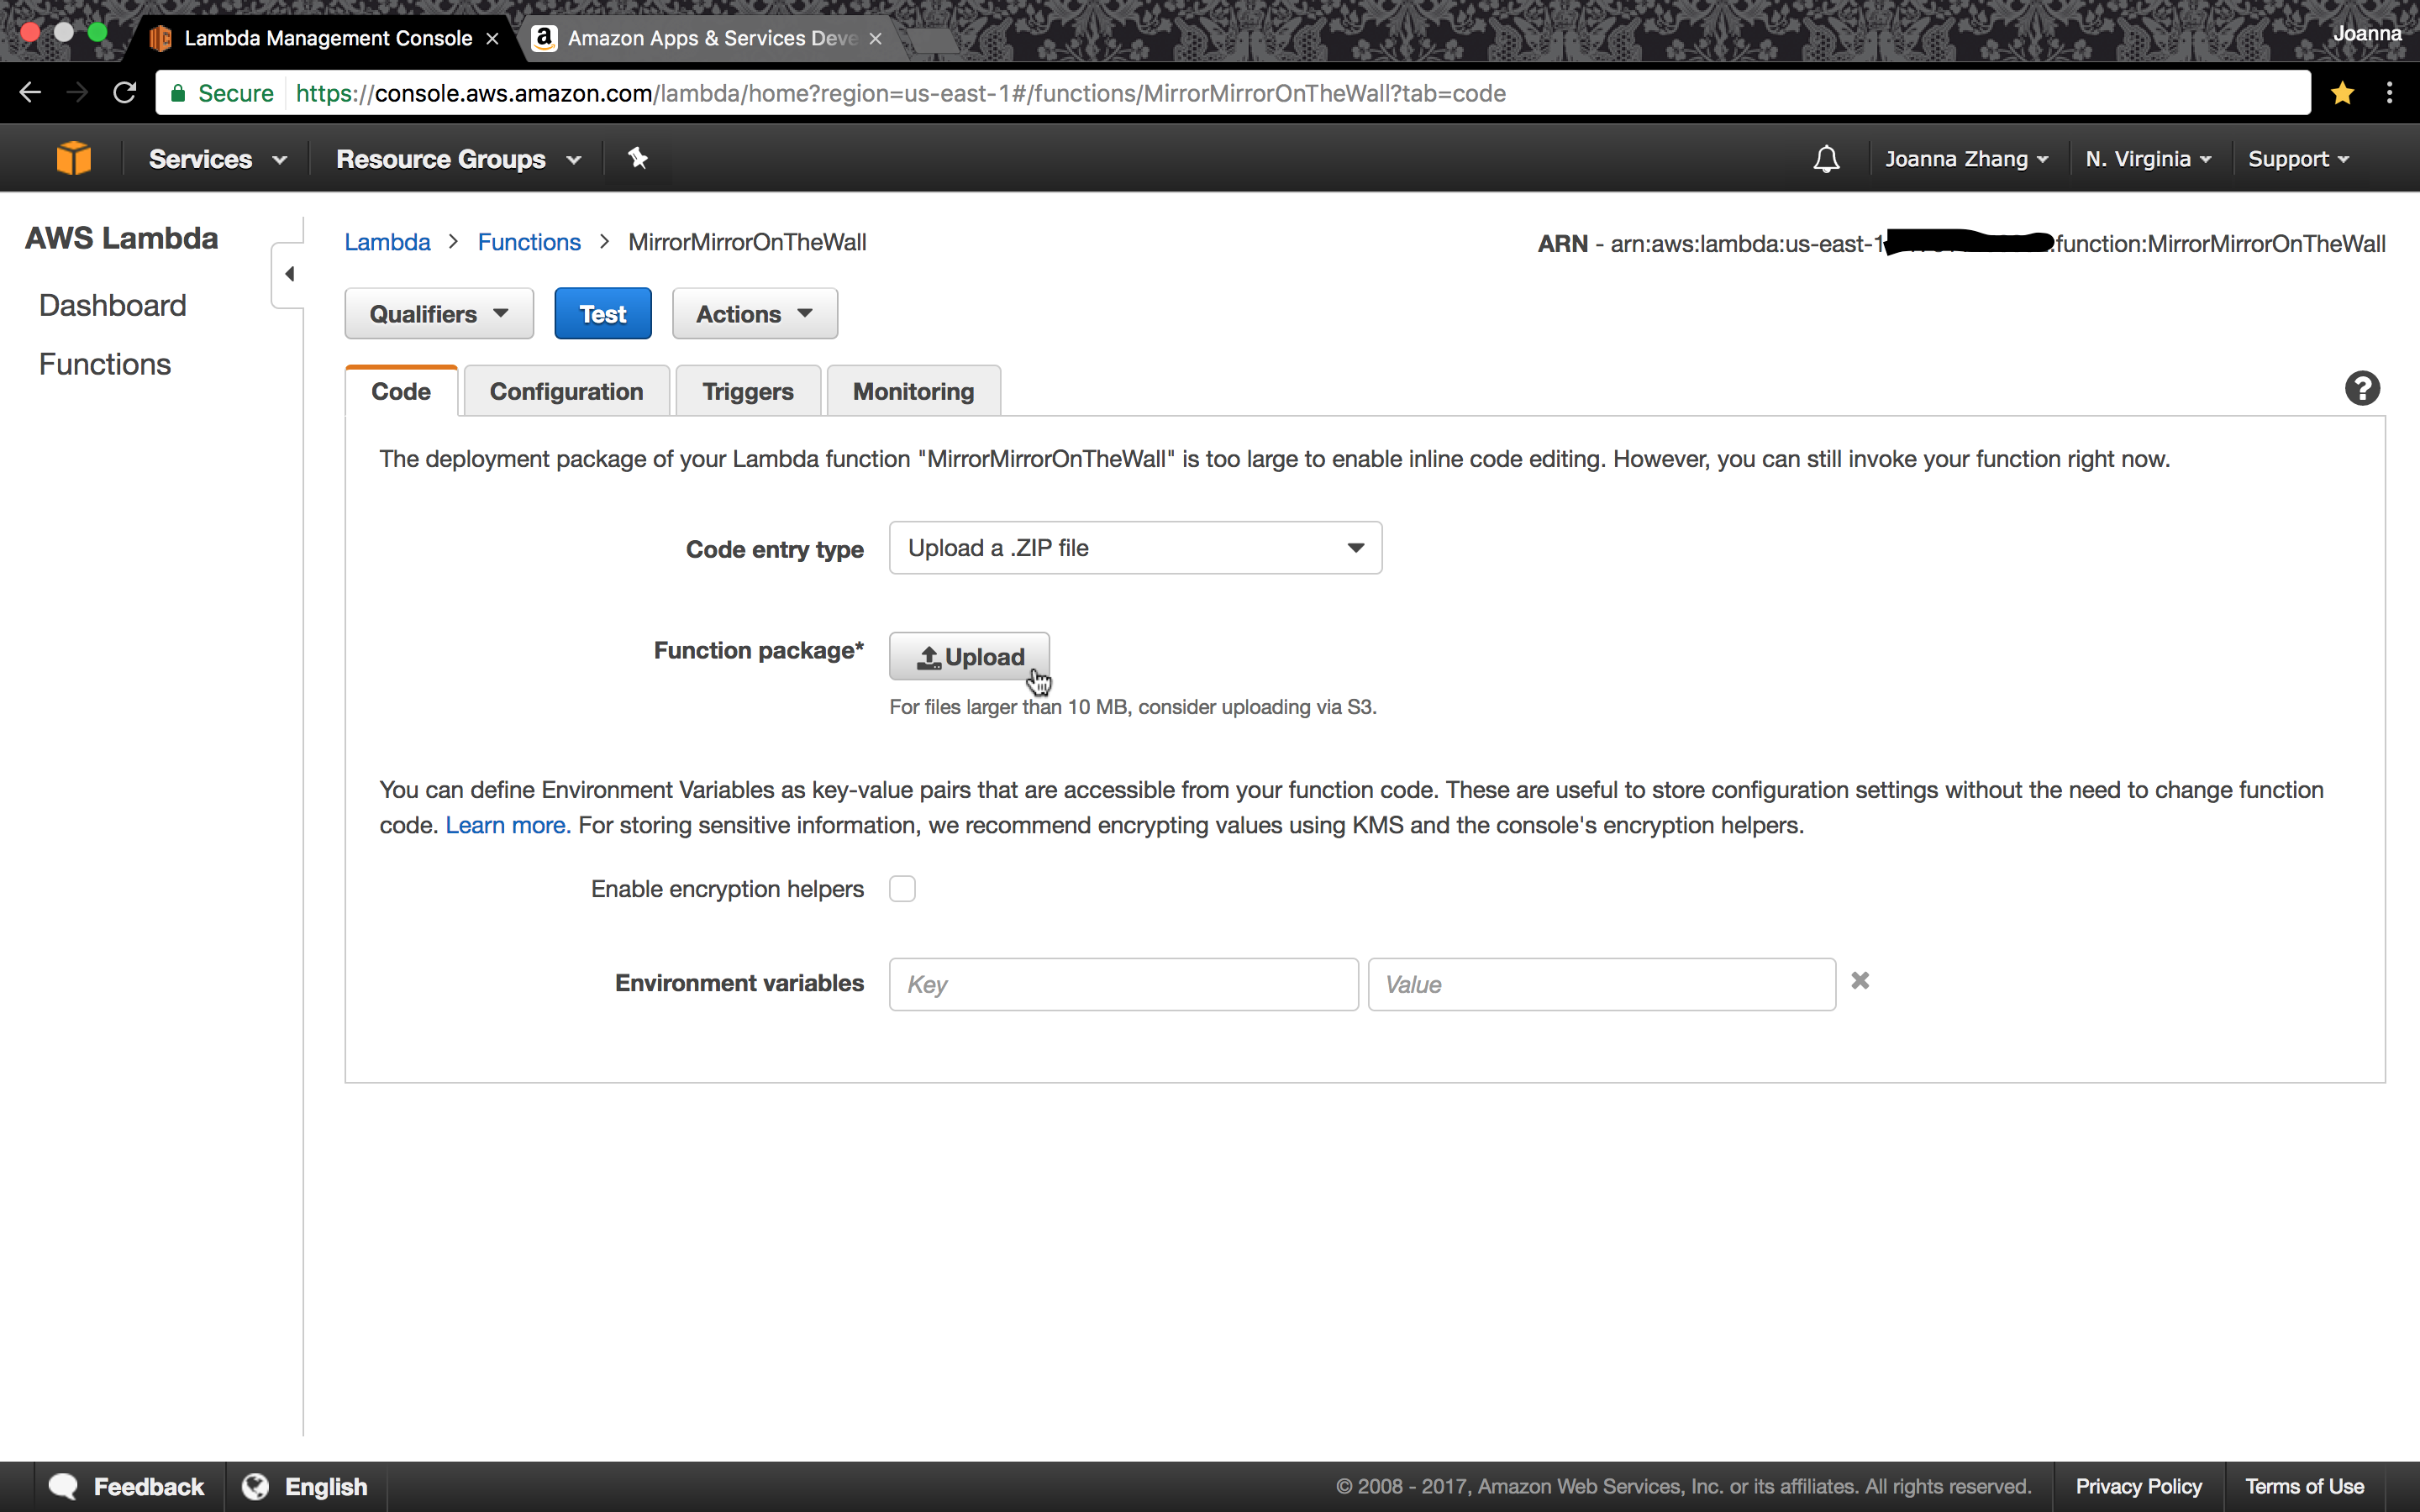 Lambda Management Console
Amazon Apps & Services Deve
Joanna
Secure https://console.aws.amazon.com/lambda/home?region=us-east-1#/functions/MirrorMirrorOnTheWall?tab=code
Services Resource Groups Joanna Zhang N. Virginia Support
AWS Lambda
Dashboard
Functions
Lambda > Functions > MirrorMirrorOnTheWall
ARN - arn:aws:lambda:us-east-1 :function:MirrorMirrorOnTheWall
Qualifiers Test Actions
Code Configuration Triggers Monitoring
The deployment package of your Lambda function "MirrorMirrorOnTheWall" is too large to enable inline code editing. However, you can still invoke your function right now.
Code entry type Upload a .ZIP file
Function package* Upload
For files larger than 10 MB, consider uploading via S3.
You can define Environment Variables as key-value pairs that are accessible from your function code. These are useful to store configuration settings without the need to change function
code. Learn more. For storing sensitive information, we recommend encrypting values using KMS and the console's encryption helpers.
Enable encryption helpers
Environment variables Key Value
Feedback English © 2008 - 2017, Amazon Web Services, Inc. or its affiliates. All rights reserved. Privacy Policy Terms of Use